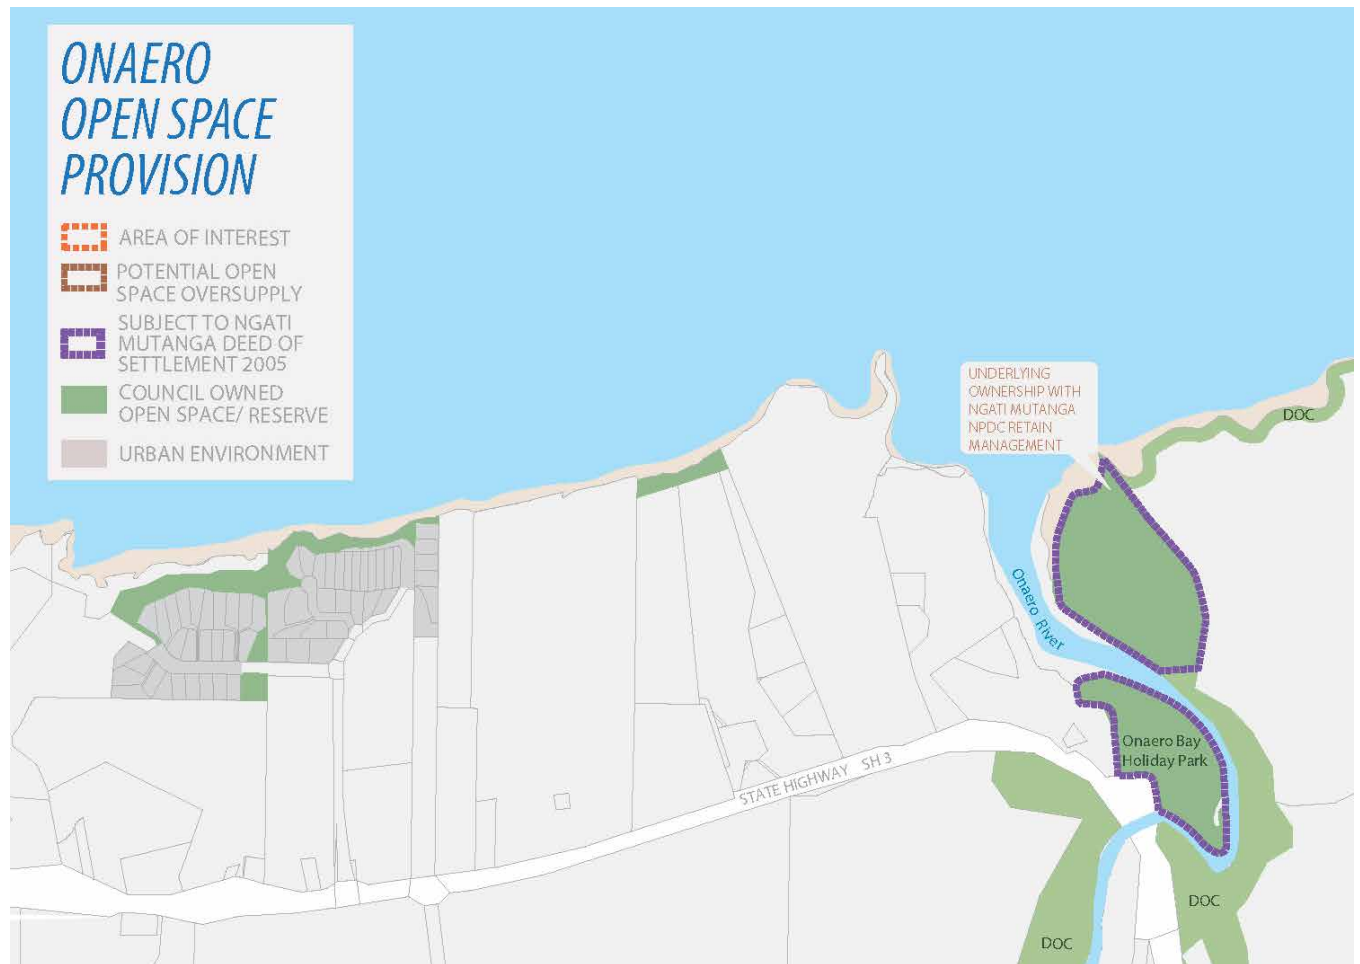 ONAERO
OPEN SPACE
PROVISION
AREA OF INTEREST
POTENTIAL OPEN
SPACE OVERSUPPLY
SUBJECT TO NGATI
MUTANGA DEED OF
SETTLEMENT 2005
COUNCIL OWNED
OPEN SPACE/ RESERVE
URBAN ENVIRONMENT
UNDERLYING
OWNERSHIP WITH
NGATI MUTANGA
NPDC RETAIN
MANAGEMENT
DOC
Onaero River
Onaero Bay
Holiday Park
STATE HIGHWAY SH 3
DOC
DOC